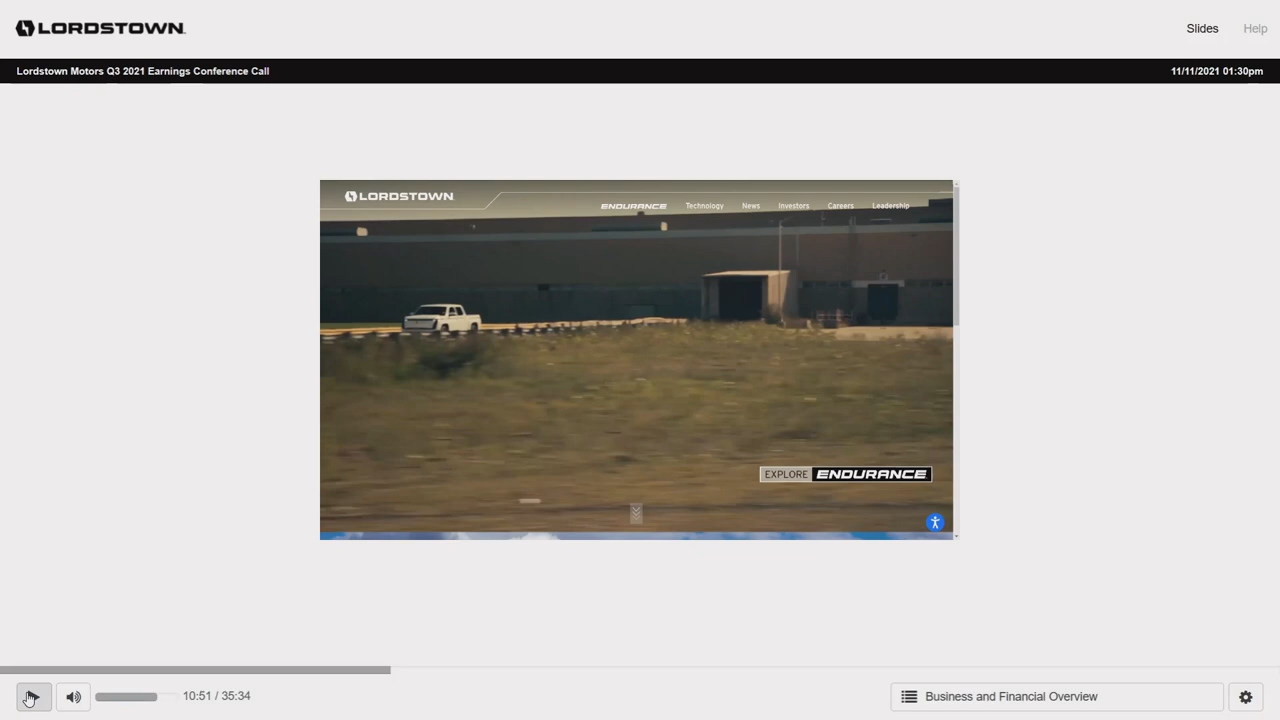 LORDSTOWN
Slides Help
Lordstown Motors Q3 2021 Earnings Conference Call 11/11/2021 01:30pm
LORDSTOWN
ENDURANCE Technology News Investors Careers Leadership
EXPLORE ENDURANCE
10:51 / 35:34 Business and Financial Overview